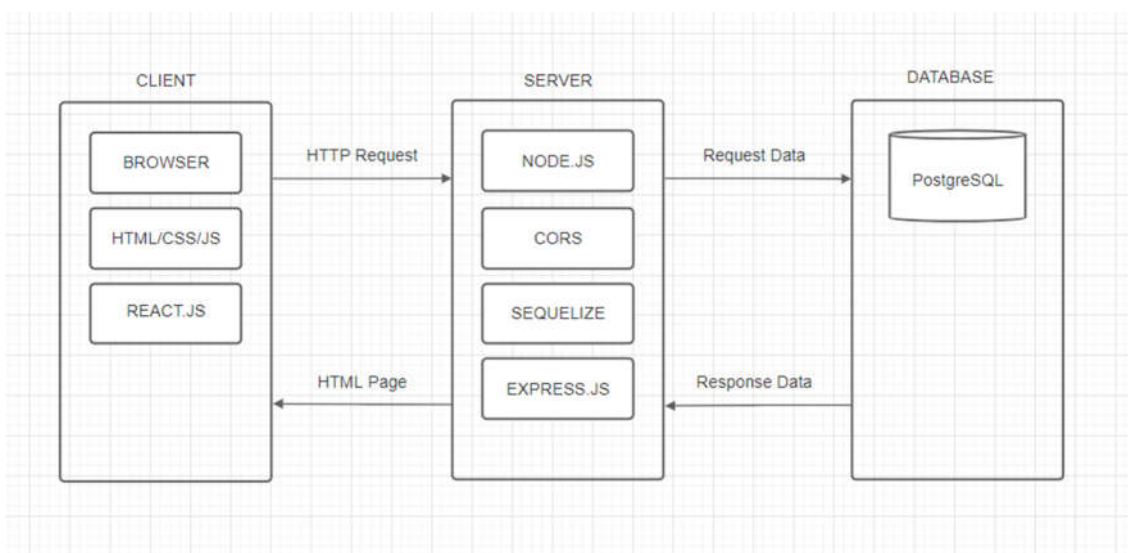 CLIENT
SERVER
DATABASE
BROWSER
HTTP Request
NODE.JS
Request Data
PostgreSQL
HTML/CSS/JS
CORS
REACT.JS
SEQUELIZE
HTML Page
EXPRESS.JS
Response Data